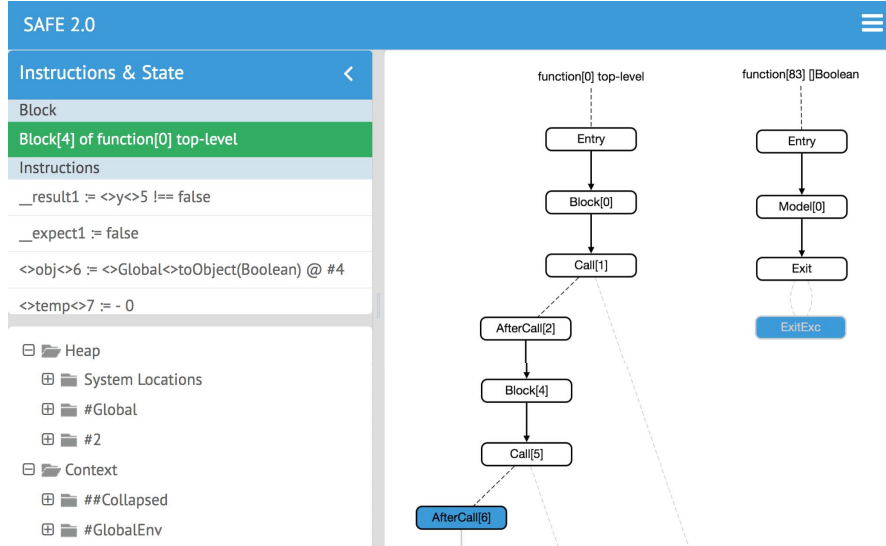 SAFE 2.0
Instructions & State
Block
Block[4] of function[0] top-level
Instructions
__result1 := <>y<>5 !== false
__expect1 := false
<>obj<>6 := <>Global<>toObject(Boolean) @ #4
<>temp<>7 := - 0
Heap
System Locations
#Global
#2
Context
##Collapsed
#GlobalEnv
function[0] top-level
Entry
Block[0]
Call[1]
AfterCall[2]
Block[4]
Call[5]
AfterCall[6]
function[83] []Boolean
Entry
Model[0]
Exit
ExitExc